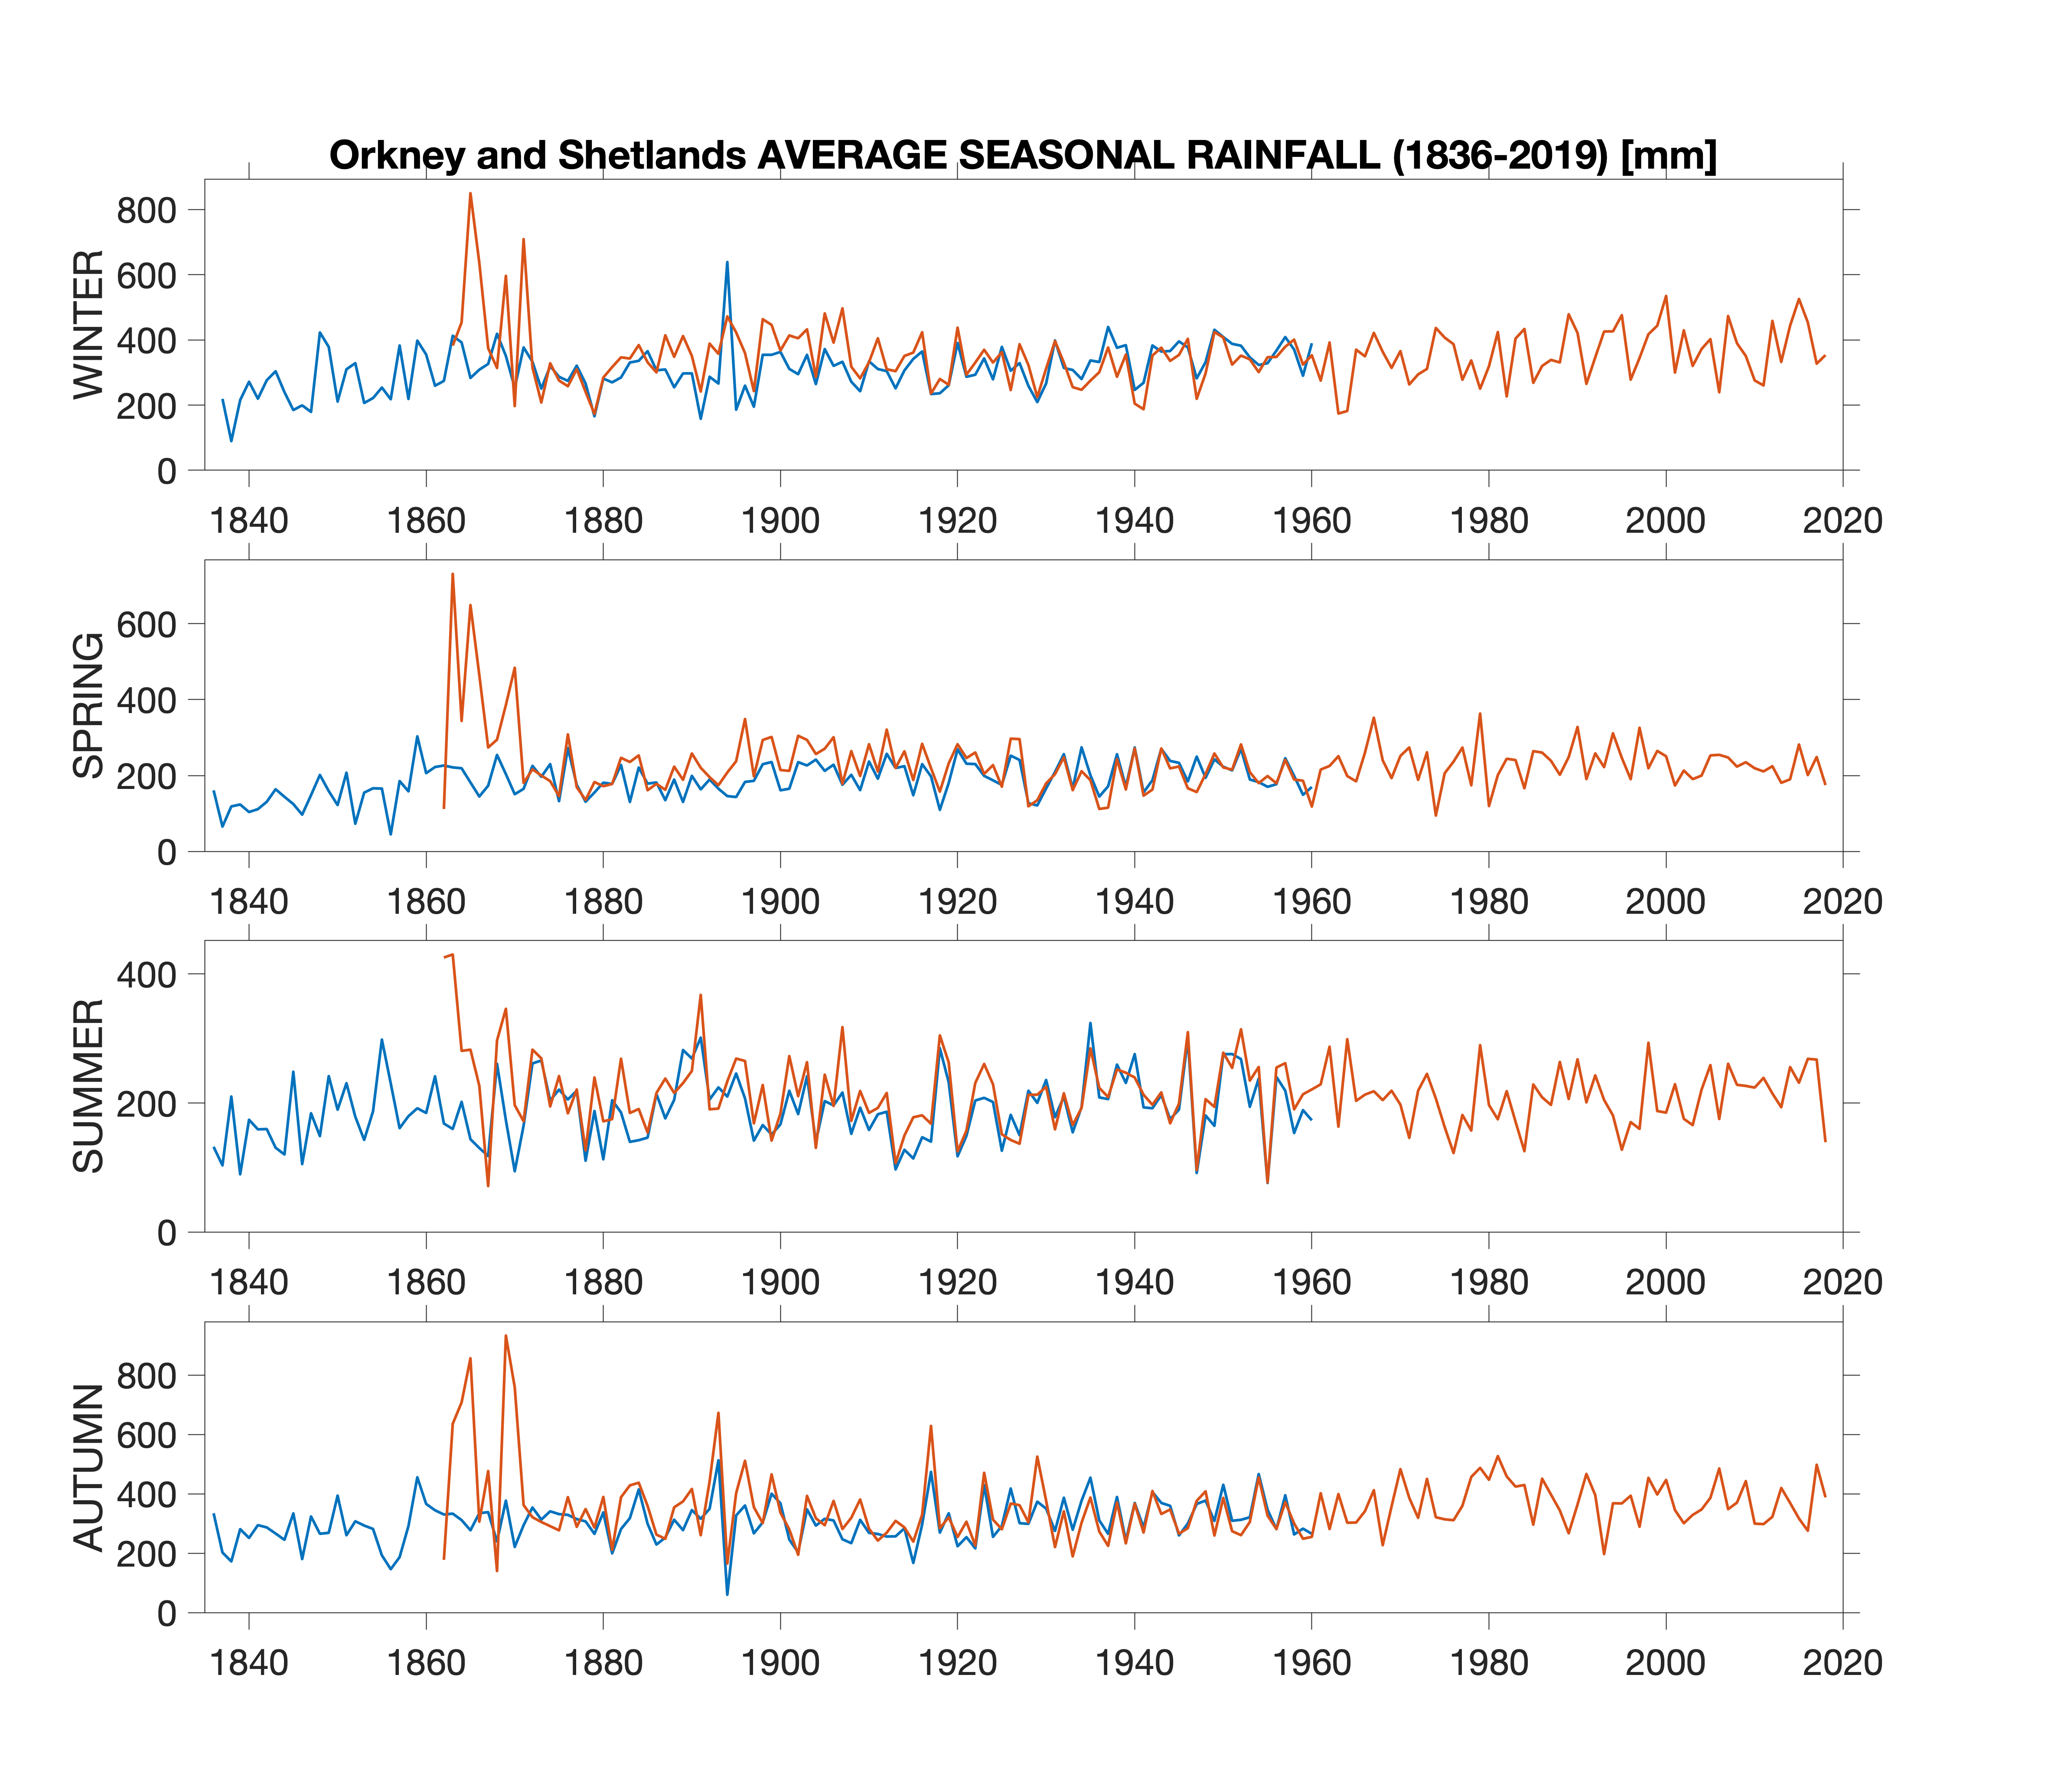 Orkney and Shetlands AVERAGE SEASONAL RAINFALL (1836-2019) [mm]
WINTER
800
600
400
200
0
1840 1860 1880 1900 1920 1940 1960 1980 2000 2020
SPRING
600
400
200
0
1840 1860 1880 1900 1920 1940 1960 1980 2000 2020
SUMMER
400
200
0
1840 1860 1880 1900 1920 1940 1960 1980 2000 2020
AUTUMN
800
600
400
200
0
1840 1860 1880 1900 1920 1940 1960 1980 2000 2020